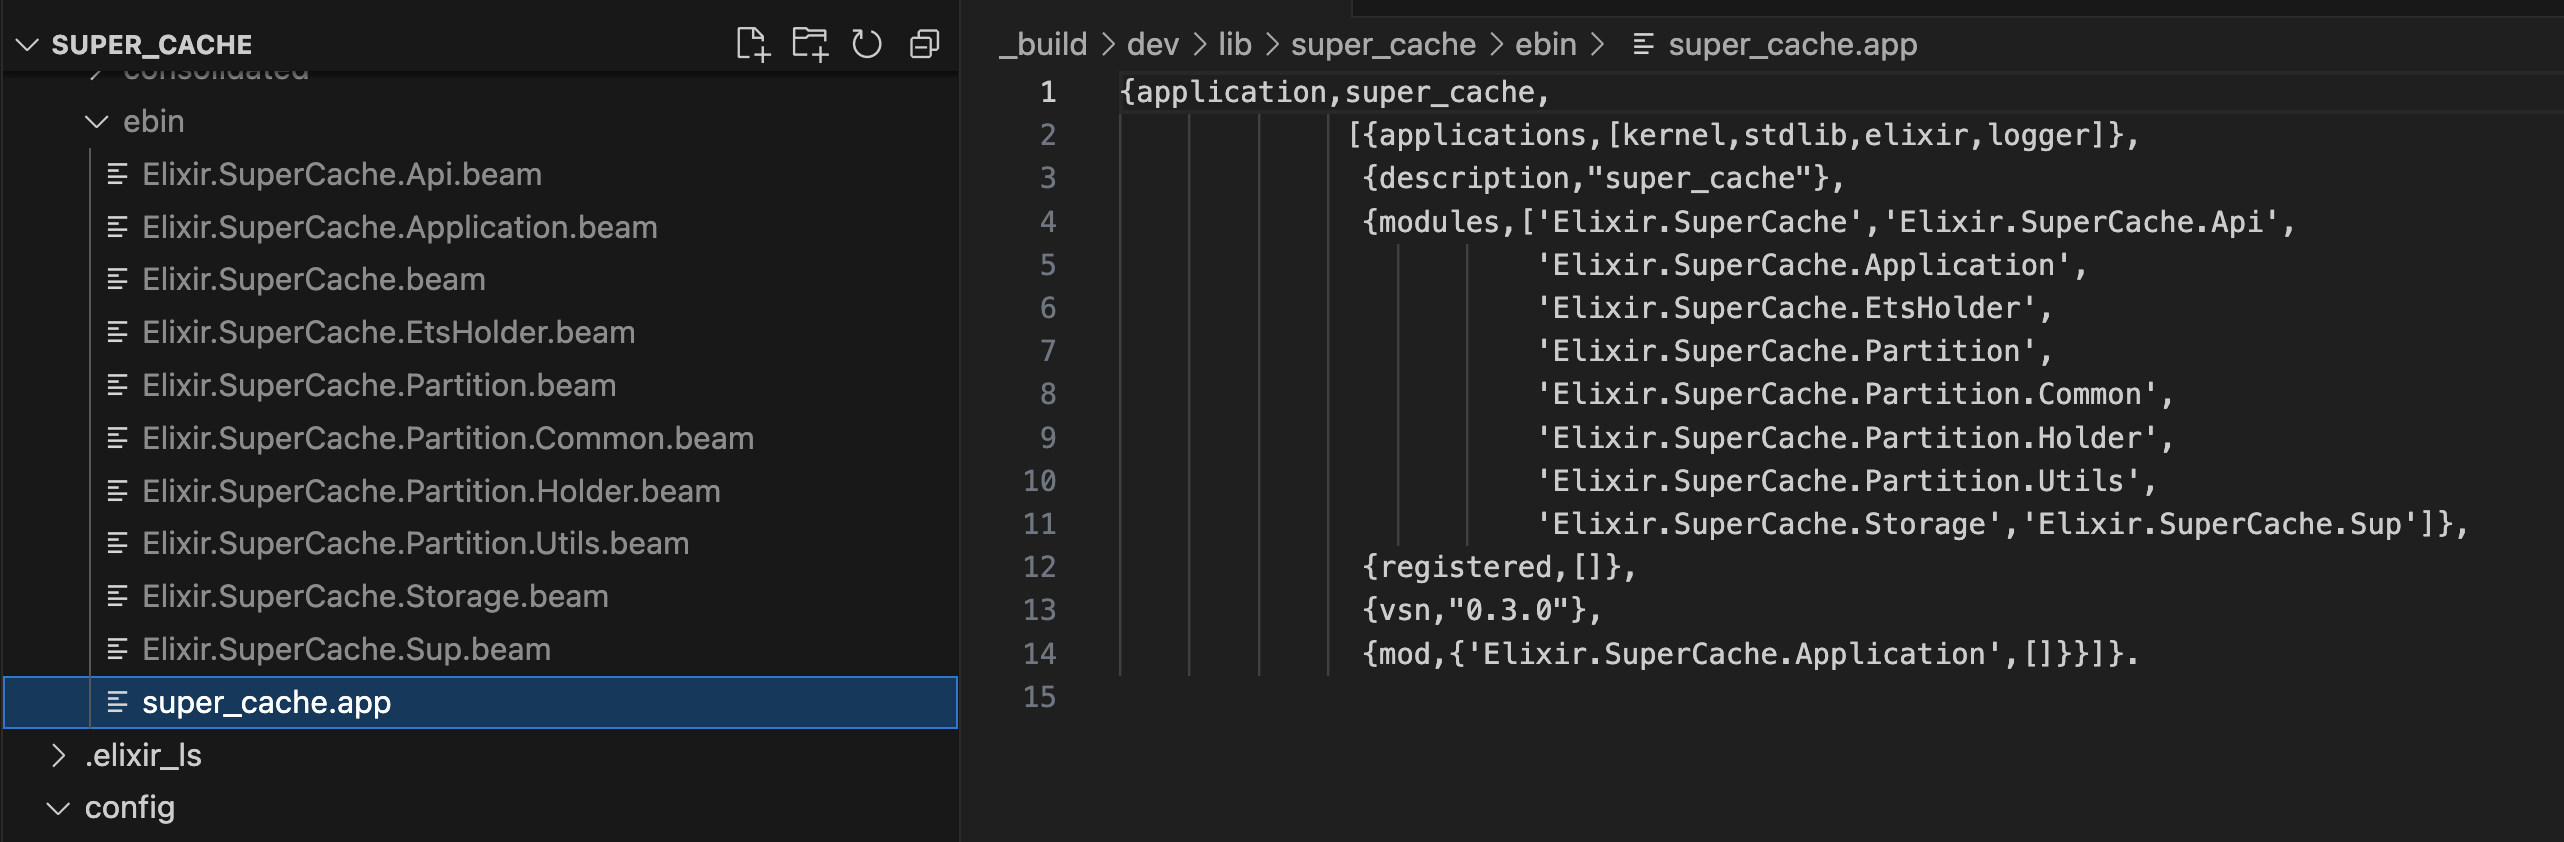 SUPER_CACHE
consolidated
ebin
Elixir.SuperCache.Api.beam
Elixir.SuperCache.Application.beam
Elixir.SuperCache.beam
Elixir.SuperCache.EtsHolder.beam
Elixir.SuperCache.Partition.beam
Elixir.SuperCache.Partition.Common.beam
Elixir.SuperCache.Partition.Holder.beam
Elixir.SuperCache.Partition.Utils.beam
Elixir.SuperCache.Storage.beam
Elixir.SuperCache.Sup.beam
super_cache.app
.elixir_ls
config
_build > dev > lib > super_cache > ebin > super_cache.app
1 {application,super_cache,
2 [{applications,[kernel,stdlib,elixir,logger]},
3 {description,"super_cache"},
4 {modules,['Elixir.SuperCache','Elixir.SuperCache.Api',
5 'Elixir.SuperCache.Application',
6 'Elixir.SuperCache.EtsHolder',
7 'Elixir.SuperCache.Partition',
8 'Elixir.SuperCache.Partition.Common',
9 'Elixir.SuperCache.Partition.Holder',
10 'Elixir.SuperCache.Partition.Utils',
11 'Elixir.SuperCache.Storage','Elixir.SuperCache.Sup']},
12 {registered,[]},
13 {vsn,"0.3.0"},
14 {mod,{'Elixir.SuperCache.Application',[]}}]}.
15